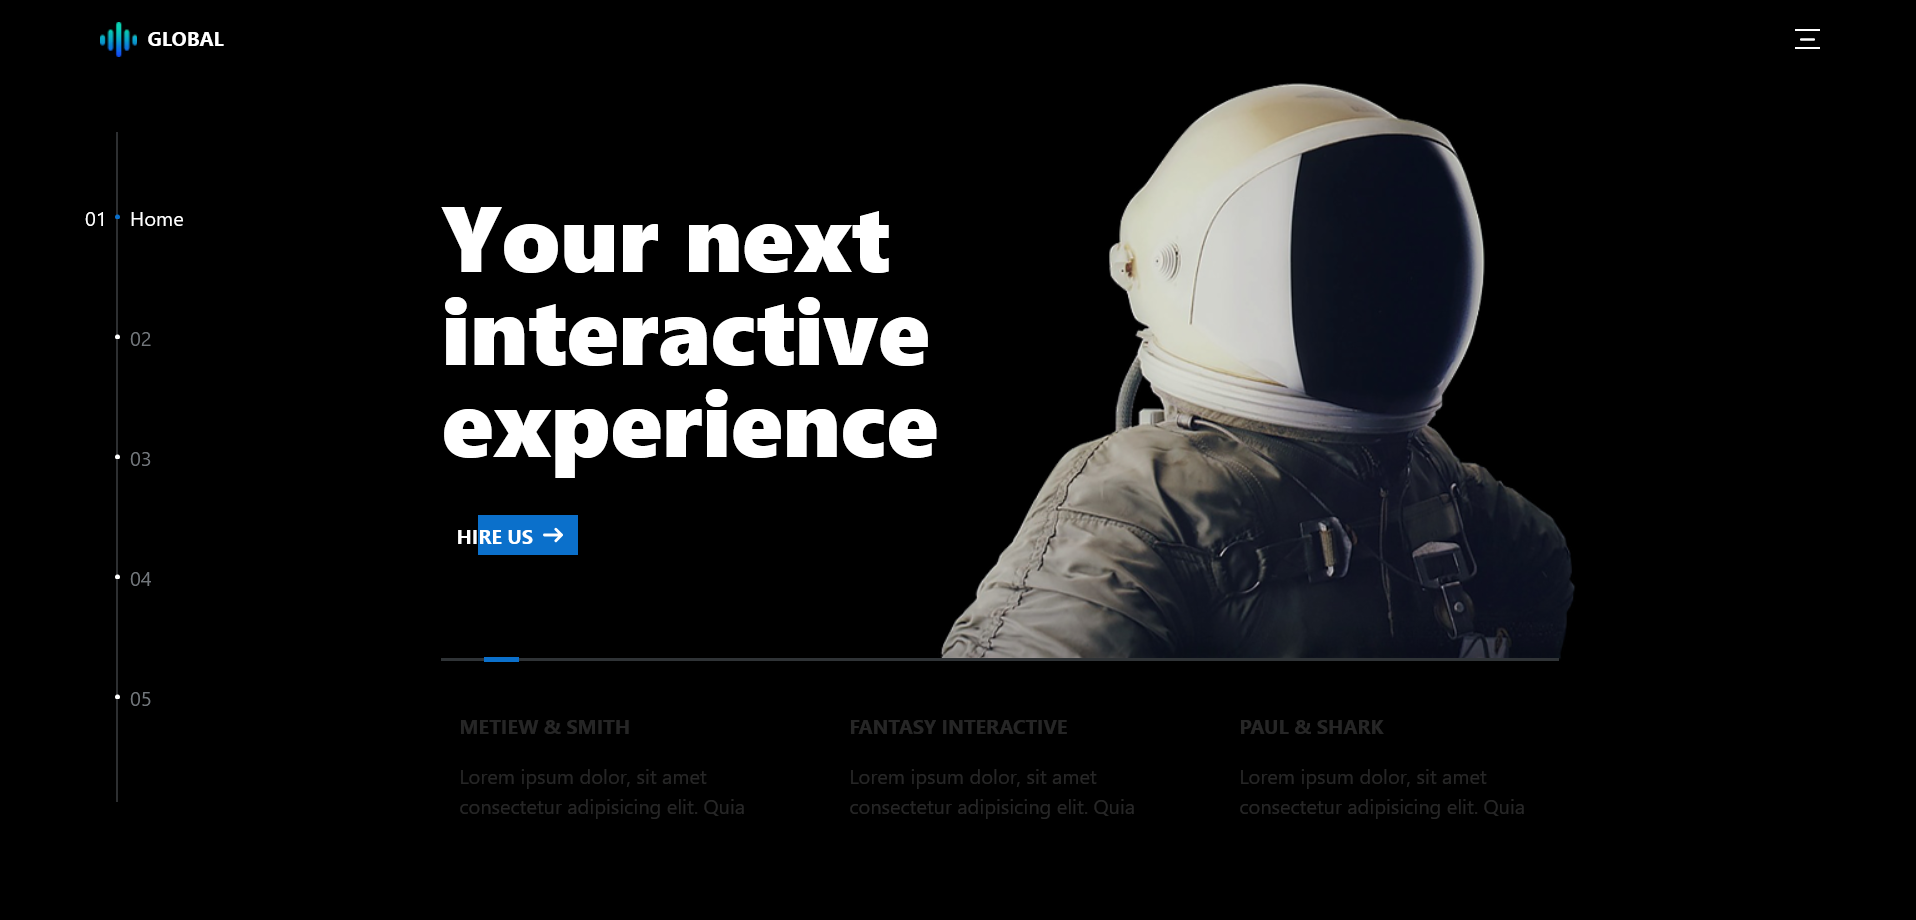 GLOBAL
01 Home
02
03
04
05
Your next
interactive
experience
HIRE US
METIEW & SMITH
Lorem ipsum dolor, sit amet
consectetur adipisicing elit. Quia
FANTASY INTERACTIVE
Lorem ipsum dolor, sit amet
consectetur adipisicing elit. Quia
PAUL & SHARK
Lorem ipsum dolor, sit amet
consectetur adipisicing elit. Quia